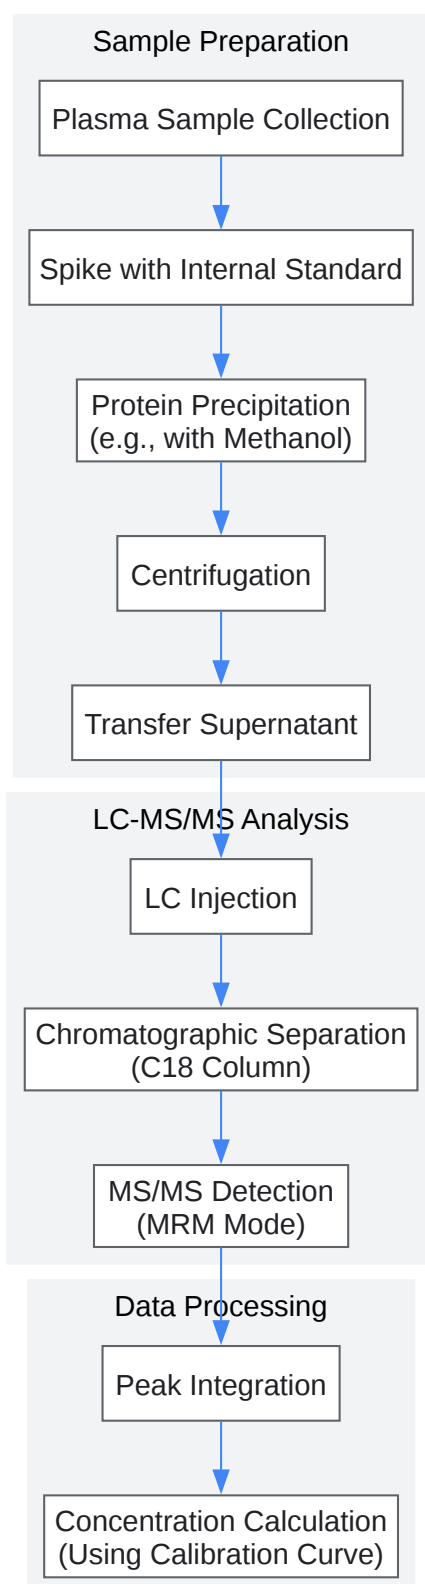 Sample Preparation
Plasma Sample Collection
Spike with Internal Standard
Protein Precipitation
(e.g., with Methanol)
Centrifugation
Transfer Supernatant
LC-MS/MS Analysis
LC Injection
Chromatographic Separation
(C18 Column)
MS/MS Detection
(MRM Mode)
Data Processing
Peak Integration
Concentration Calculation
(Using Calibration Curve)